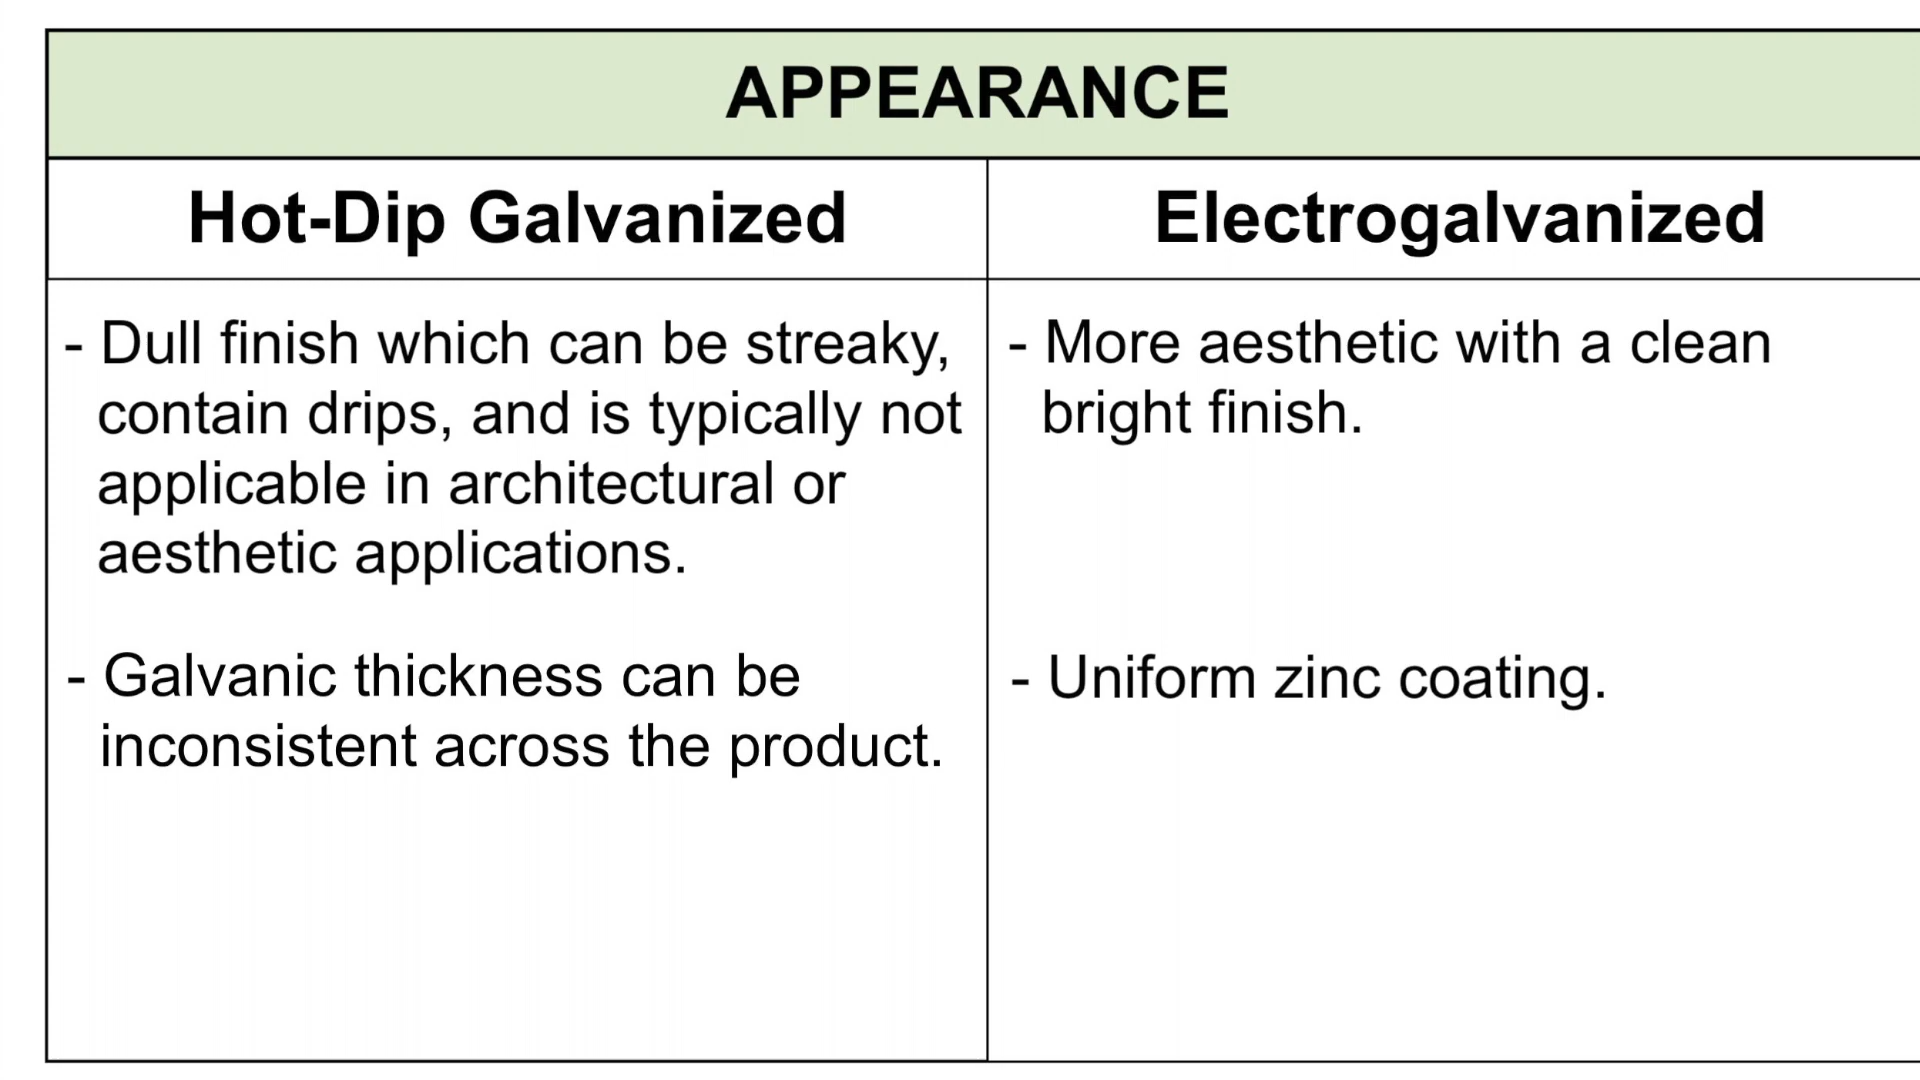 APPEARANCE
Hot-Dip Galvanized
Electrogalvanized
- Dull finish which can be streaky,
contain drips, and is typically not
applicable in architectural or
aesthetic applications.
- Galvanic thickness can be
inconsistent across the product.
- More aesthetic with a clean
bright finish.
- Uniform zinc coating.